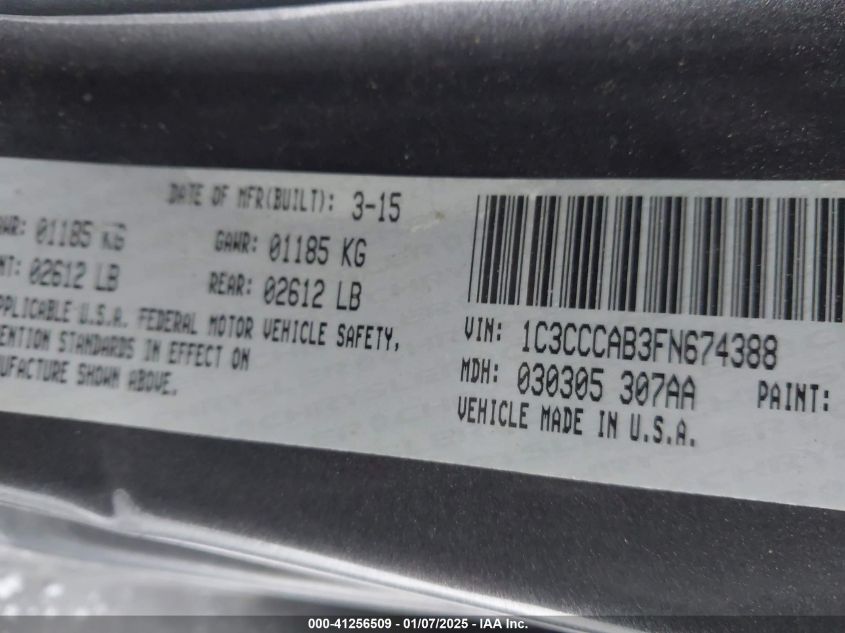 DATE OF MFR(BUILT): 3-15
01185 KG GAWR: 01185 KG
02612 LB REAR: 02612 LB
U.S.A. FEDERAL MOTOR VEHICLE SAFETY,
STANDARDS IN EFFECT ON
SHOWN ABOVE.
VIN: 1C3CCCAB3FN674388
MDH: 030305 307AA PAINT:
VEHICLE MADE IN U.S.A.
000-41256509 - 01/07/2025 - IAA Inc.